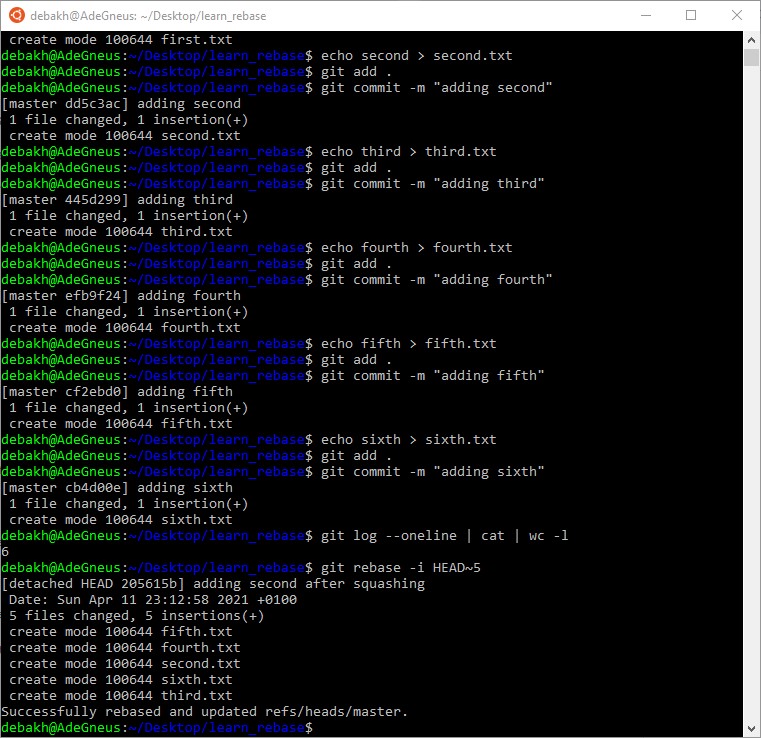 debakh@AdeGneus: ~/Desktop/learn_rebase
 create mode 100644 first.txt
debakh@AdeGneus:~/Desktop/learn_rebase$ echo second > second.txt
debakh@AdeGneus:~/Desktop/learn_rebase$ git add .
debakh@AdeGneus:~/Desktop/learn_rebase$ git commit -m "adding second"
[master dd5c3ac] adding second
 1 file changed, 1 insertion(+)
 create mode 100644 second.txt
debakh@AdeGneus:~/Desktop/learn_rebase$ echo third > third.txt
debakh@AdeGneus:~/Desktop/learn_rebase$ git add .
debakh@AdeGneus:~/Desktop/learn_rebase$ git commit -m "adding third"
[master 445d299] adding third
 1 file changed, 1 insertion(+)
 create mode 100644 third.txt
debakh@AdeGneus:~/Desktop/learn_rebase$ echo fourth > fourth.txt
debakh@AdeGneus:~/Desktop/learn_rebase$ git add .
debakh@AdeGneus:~/Desktop/learn_rebase$ git commit -m "adding fourth"
[master efb9f24] adding fourth
 1 file changed, 1 insertion(+)
 create mode 100644 fourth.txt
debakh@AdeGneus:~/Desktop/learn_rebase$ echo fifth > fifth.txt
debakh@AdeGneus:~/Desktop/learn_rebase$ git add .
debakh@AdeGneus:~/Desktop/learn_rebase$ git commit -m "adding fifth"
[master cf2ebd0] adding fifth
 1 file changed, 1 insertion(+)
 create mode 100644 fifth.txt
debakh@AdeGneus:~/Desktop/learn_rebase$ echo sixth > sixth.txt
debakh@AdeGneus:~/Desktop/learn_rebase$ git add .
debakh@AdeGneus:~/Desktop/learn_rebase$ git commit -m "adding sixth"
[master cb4d00e] adding sixth
 1 file changed, 1 insertion(+)
 create mode 100644 sixth.txt
debakh@AdeGneus:~/Desktop/learn_rebase$ git log --oneline | cat | wc -l
6
debakh@AdeGneus:~/Desktop/learn_rebase$ git rebase -i HEAD~5
[detached HEAD 205615b] adding second after squashing
 Date: Sun Apr 11 23:12:58 2021 +0100
 5 files changed, 5 insertions(+)
 create mode 100644 fifth.txt
 create mode 100644 fourth.txt
 create mode 100644 second.txt
 create mode 100644 sixth.txt
 create mode 100644 third.txt
Successfully rebased and updated refs/heads/master.
debakh@AdeGneus:~/Desktop/learn_rebase$